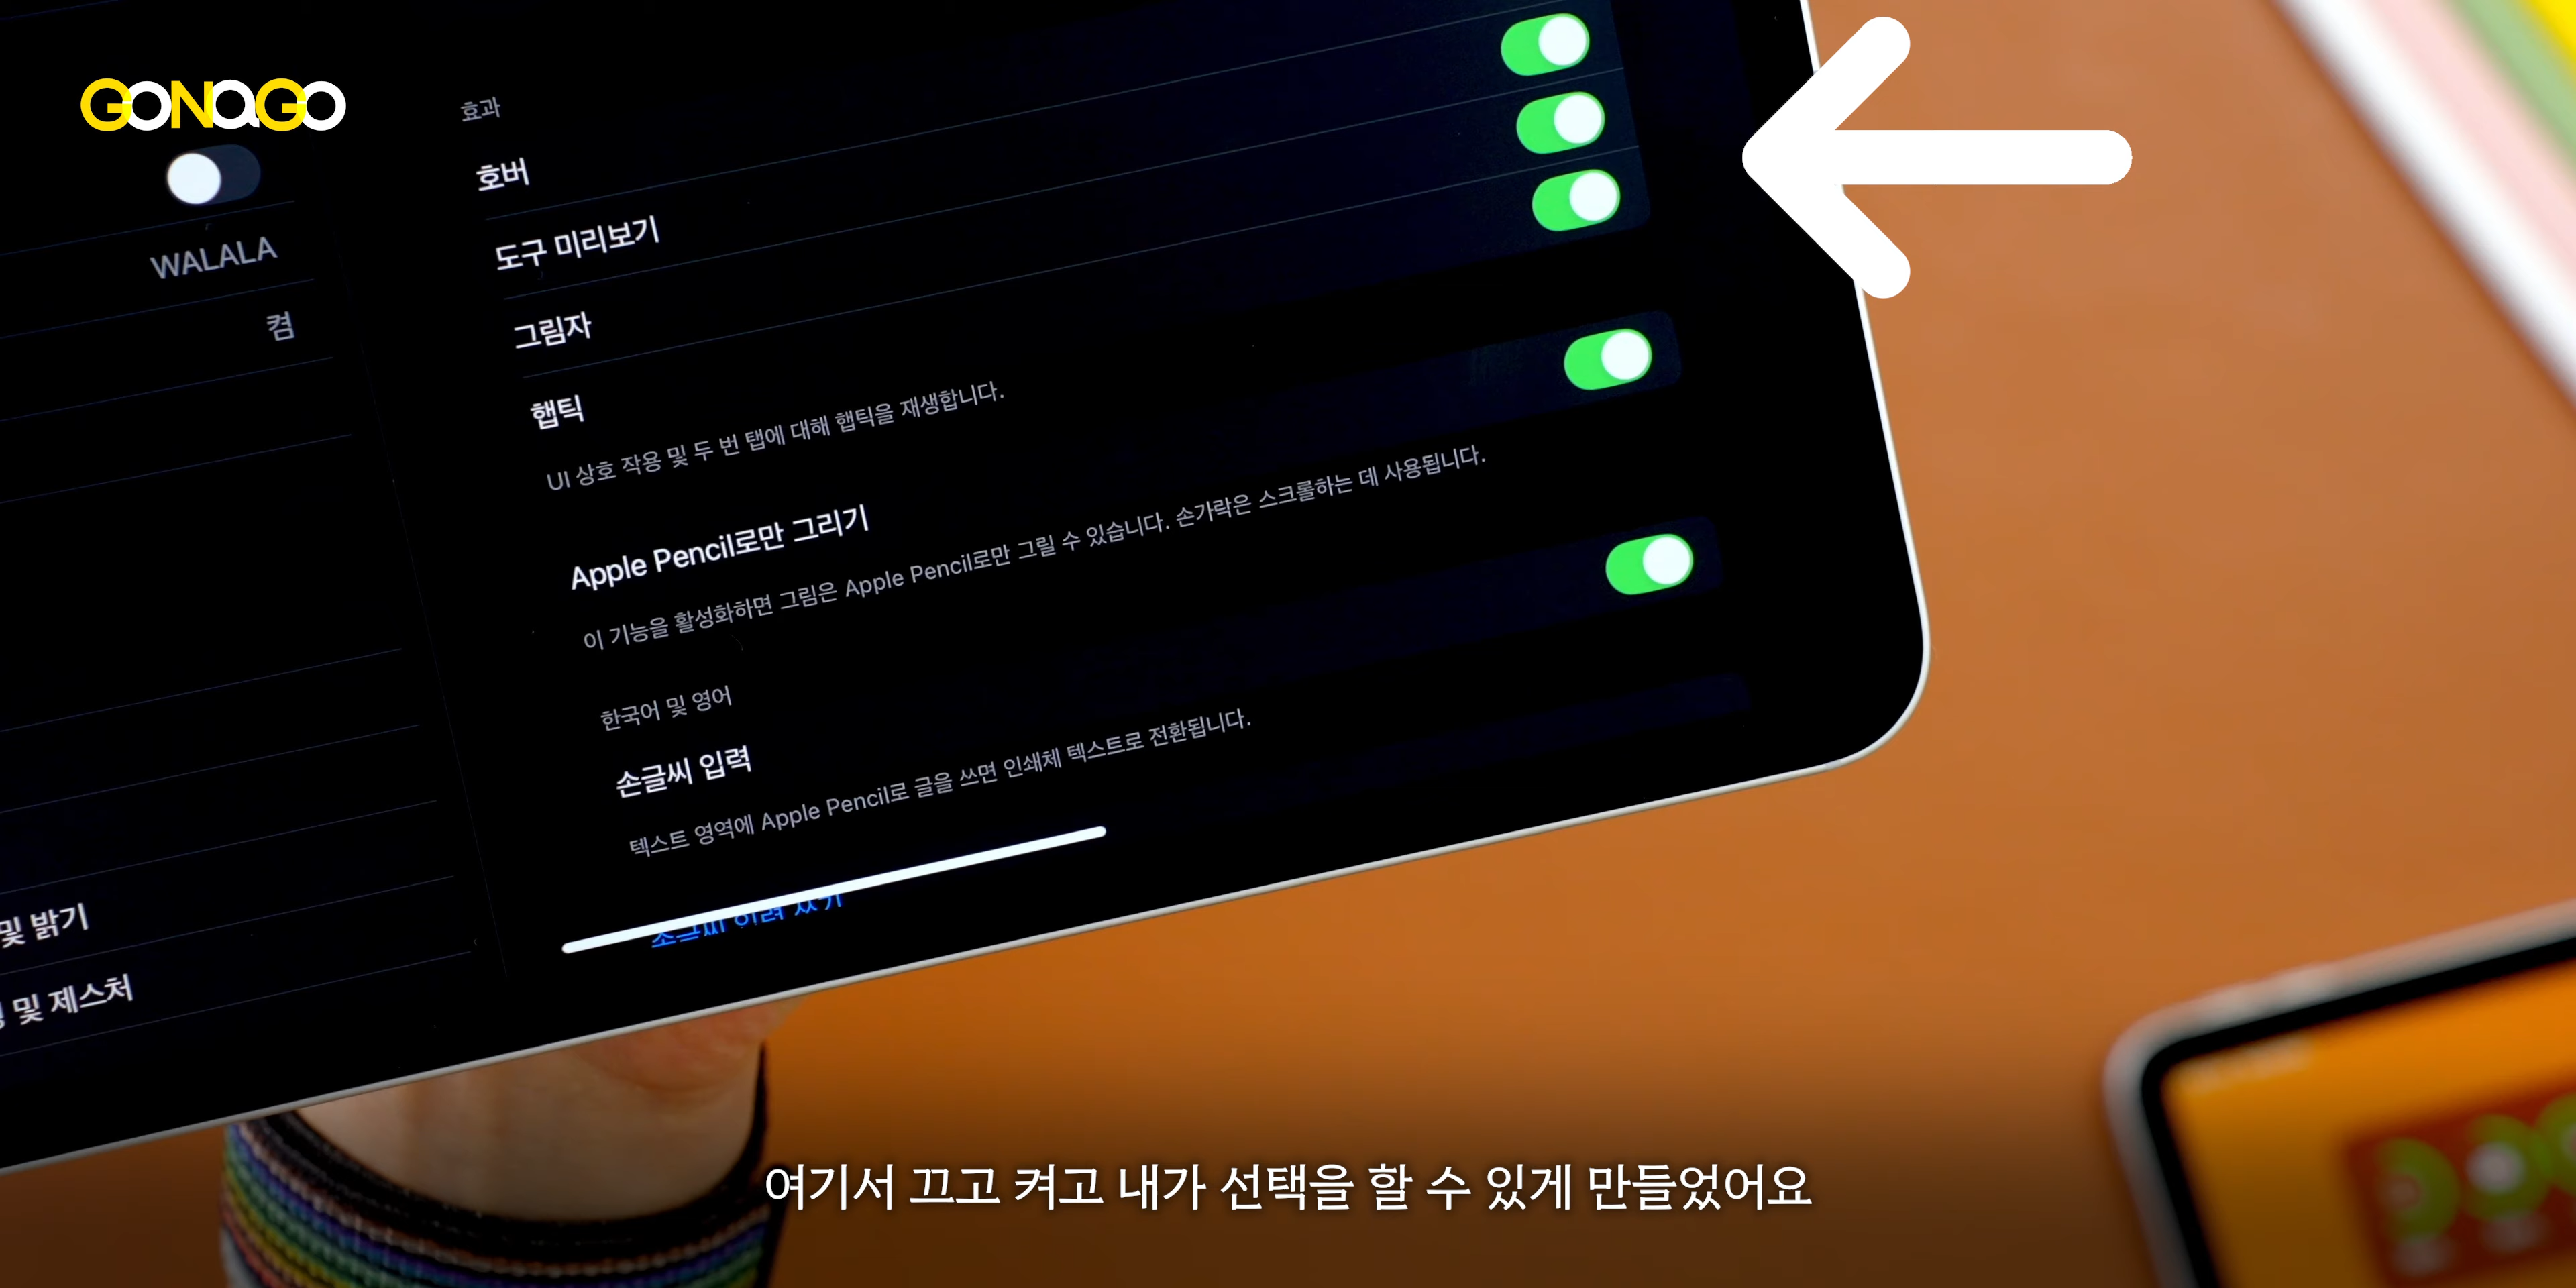 GONaGO
WALALA
켬
및 밝기
및 제스처
효과
호버
도구 미리보기
그림자
햅틱
UI 상호 작용 및 두 번 탭에 대해 햅틱을 재생합니다.
Apple Pencil로만 그리기
이 기능을 활성화하면 그림은 Apple Pencil로만 그릴 수 있습니다. 손가락은 스크롤하는 데 사용됩니다.
한국어 및 영어
손글씨 입력
텍스트 영역에 Apple Pencil로 글을 쓰면 인쇄체 텍스트로 전환됩니다.
여기서 끄고 켜고 내가 선택을 할 수 있게 만들었어요